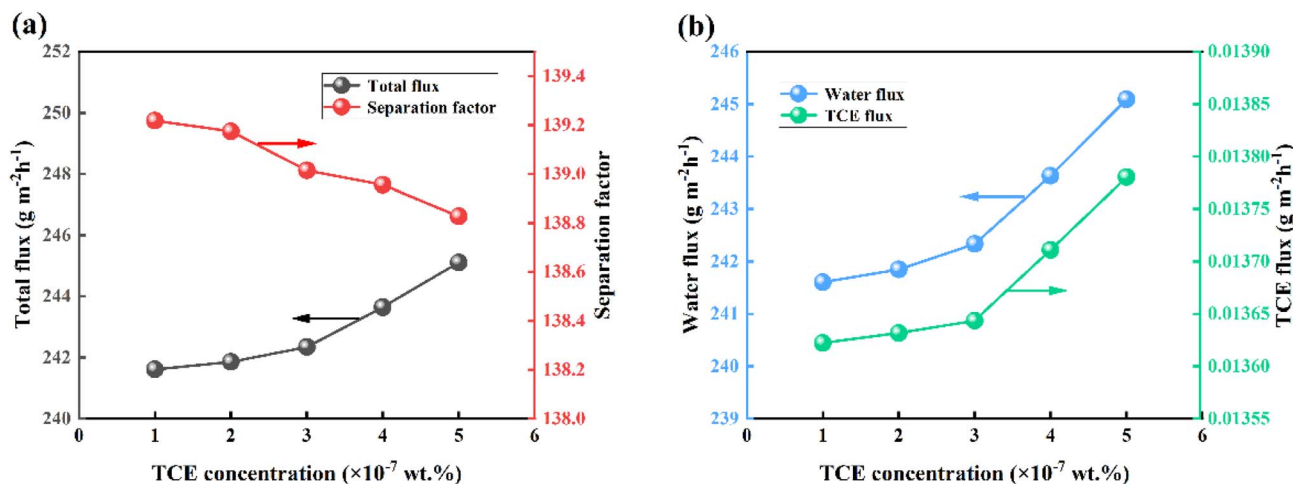 (a)
252
250
248
246
244
242
240
Total flux (g m⁻²h⁻¹)
Total flux
Separation factor
139.4
139.2
139.0
138.8
138.6
138.4
138.2
138.0
Separation factor
0 1 2 3 4 5 6
TCE concentration (×10⁻⁷ wt.%)
(b)
246
245
244
243
242
241
240
239
Water flux (g m⁻²h⁻¹)
Water flux
TCE flux
0.01390
0.01385
0.01380
0.01375
0.01370
0.01365
0.01360
0.01355
TCE flux (g m⁻²h⁻¹)
0 1 2 3 4 5 6
TCE concentration (×10⁻⁷ wt.%)